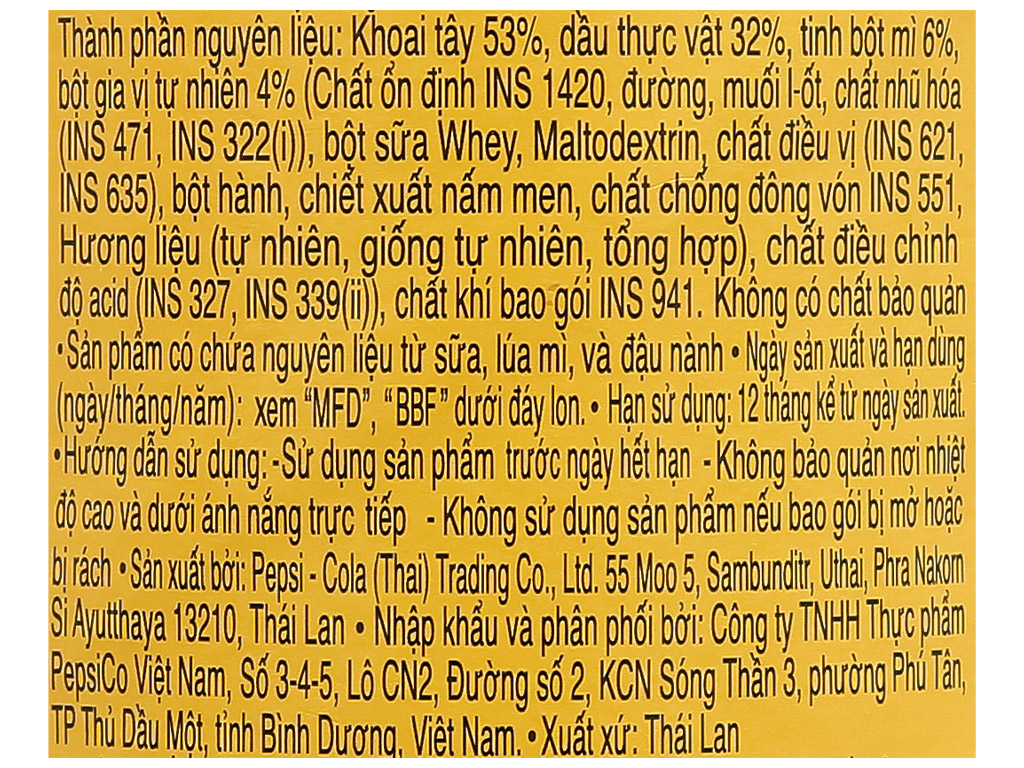 Thành phần nguyên liệu: Khoai tây 53%, dầu thực vật 32%, tinh bột mì 6%,
bột gia vị tự nhiên 4% (Chất ổn định INS 1420, đường, muối I-ốt, chất nhũ hóa
(INS 471, INS 322(i)), bột sữa Whey, Maltodextrin, chất điều vị (INS 621,
INS 635), bột hành, chiết xuất nấm men, chất chống đông vón INS 551,
Hương liệu (tự nhiên, giống tự nhiên, tổng hợp), chất điều chỉnh
độ acid (INS 327, INS 339(ii)), chất khí bao gói INS 941. Không có chất bảo quản
•Sản phẩm có chứa nguyên liệu từ sữa, lúa mì, và đậu nành • Ngày sản xuất và hạn dùng
(ngày/tháng/năm): xem “MFD”, “BBF” dưới đáy lon. • Hạn sử dụng: 12 tháng kể từ ngày sản xuất.
•Hướng dẫn sử dụng: -Sử dụng sản phẩm trước ngày hết hạn - Không bảo quản nơi nhiệt
độ cao và dưới ánh nắng trực tiếp - Không sử dụng sản phẩm nếu bao gói bị mở hoặc
bị rách •Sản xuất bởi: Pepsi - Cola (Thai) Trading Co., Ltd. 55 Moo 5, Sambunditr, Uthai, Phra Nakorn
Si Ayutthaya 13210, Thái Lan • Nhập khẩu và phân phối bởi: Công ty TNHH Thực phẩm
PepsiCo Việt Nam, Số 3-4-5, Lô CN2, Đường số 2, KCN Sóng Thần 3, phường Phú Tân,
TP Thủ Dầu Một, tỉnh Bình Dương, Việt Nam. •Xuất xứ: Thái Lan